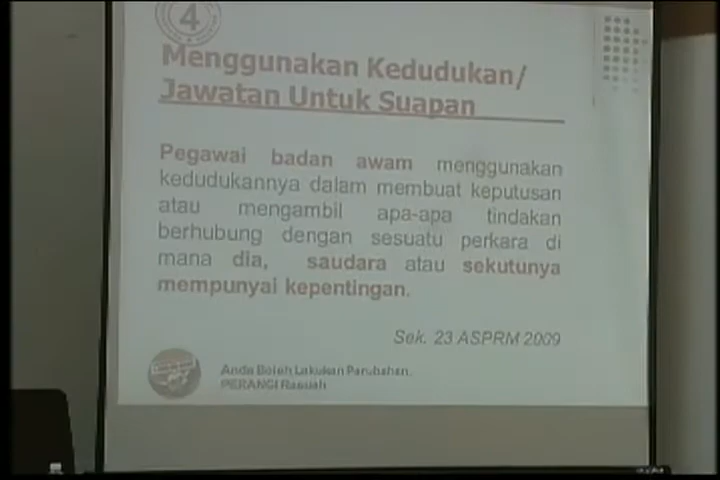 4
Menggunakan Kedudukan/
Jawatan Untuk Suapan
Pegawai badan awam menggunakan
kedudukannya dalam membuat keputusan
atau mengambil apa-apa tindakan
berhubung dengan sesuatu perkara di
mana dia, saudara atau sekutunya
mempunyai kepentingan.
Sek. 23 ASPRM 2009
Anda Boleh Lakukan Perubahan.
PERANGI Rasuah